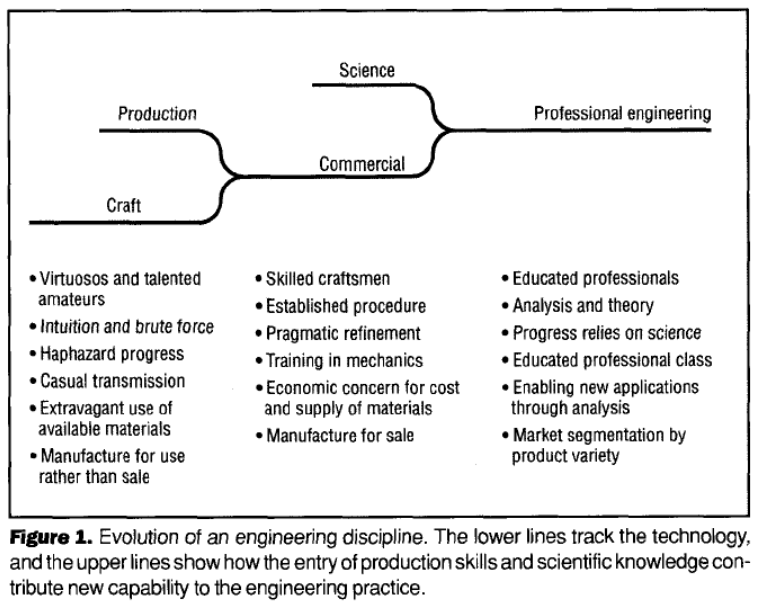 Science
Production
Professional engineering
Commercial
Craft
• Virtuosos and talented
amateurs
• Intuition and brute force
• Haphazard progress
• Casual transmission
• Extravagant use of
available materials
• Manufacture for use
rather than sale
• Skilled craftsmen
• Established procedure
• Pragmatic refinement
• Training in mechanics
• Economic concern for cost
and supply of materials
• Manufacture for sale
• Educated professionals
• Analysis and theory
• Progress relies on science
• Educated professional class
• Enabling new applications
through analysis
• Market segmentation by
product variety
Figure 1. Evolution of an engineering discipline. The lower lines track the technology,
and the upper lines show how the entry of production skills and scientific knowledge con-
tribute new capability to the engineering practice.